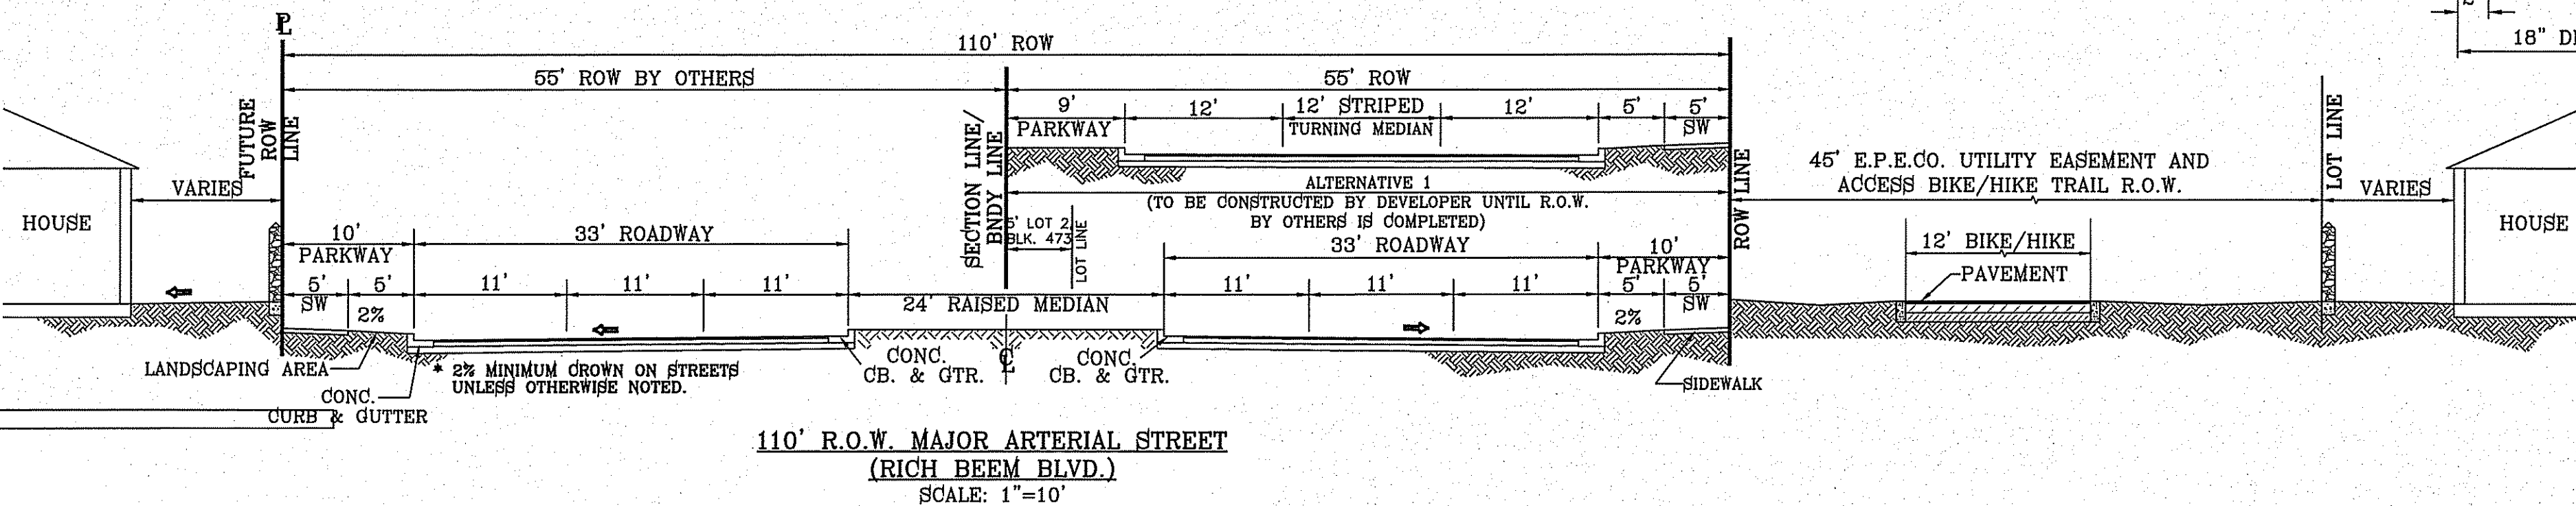 PL
110' ROW
55' ROW BY OTHERS
55' ROW
18" D
FUTURE
ROW
LINE
SECTION LINE/
BNDY LINE
9'
PARKWAY
12'
12' STRIPED
TURNING MEDIAN
12'
5'
5'
SW
ALTERNATIVE 1
(TO BE CONSTRUCTED BY DEVELOPER UNTIL R.O.W.
BY OTHERS IS COMPLETED)
ROW LINE
45' E.P.E.CO. UTILITY EASEMENT AND
ACCESS BIKE/HIKE TRAIL R.O.W.
LOT LINE
VARIES
VARIES
HOUSE
HOUSE
10'
PARKWAY
33' ROADWAY
5' LOT 2,
BLK. 473
LOT LINE
33' ROADWAY
10'
PARKWAY
12' BIKE/HIKE
PAVEMENT
5'
SW
5'
2%
11'
11'
11'
24' RAISED MEDIAN
11'
11'
11'
5'
2%
5'
SW
LANDSCAPING AREA
CONC.
CURB & GUTTER
* 2% MINIMUM CROWN ON STREETS
UNLESS OTHERWISE NOTED.
CONC.
CB. & GTR.
CL
CONC.
CB. & GTR.
SIDEWALK
110' R.O.W. MAJOR ARTERIAL STREET
(RICH BEEM BLVD.)
SCALE: 1"=10'